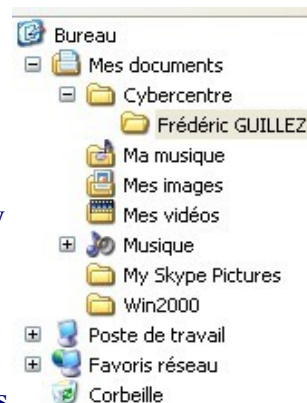 Bureau
Mes documents
Cybercentre
Frédéric GUILLEZ
Ma musique
Mes images
Mes vidéos
Musique
My Skype Pictures
Win2000
Poste de travail
Favoris réseau
Corbeille